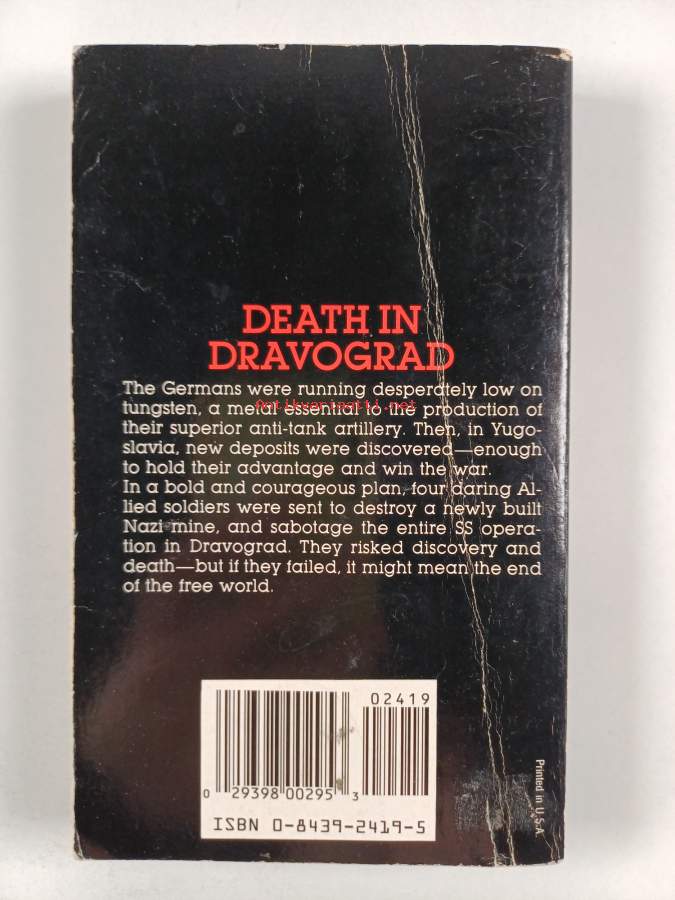 DEATH IN
DRAVOGRAD
The Germans were running desperately low on
tungsten, a metal essential to the production of
Antikvariaatti.net
their superior anti-tank artillery. Then, in Yugo-
slavia, new deposits were discovered—enough
to hold their advantage and win the war.
In a bold and courageous plan, four daring Al-
lied soldiers were sent to destroy a newly built
Nazi mine, and sabotage the entire SS opera-
tion in Dravograd. They risked discovery and
death—but if they failed, it might mean the end
of the free world.
02419
0 29398 00295 3
ISBN 0-8439-2419-5
Printed in U.S.A.